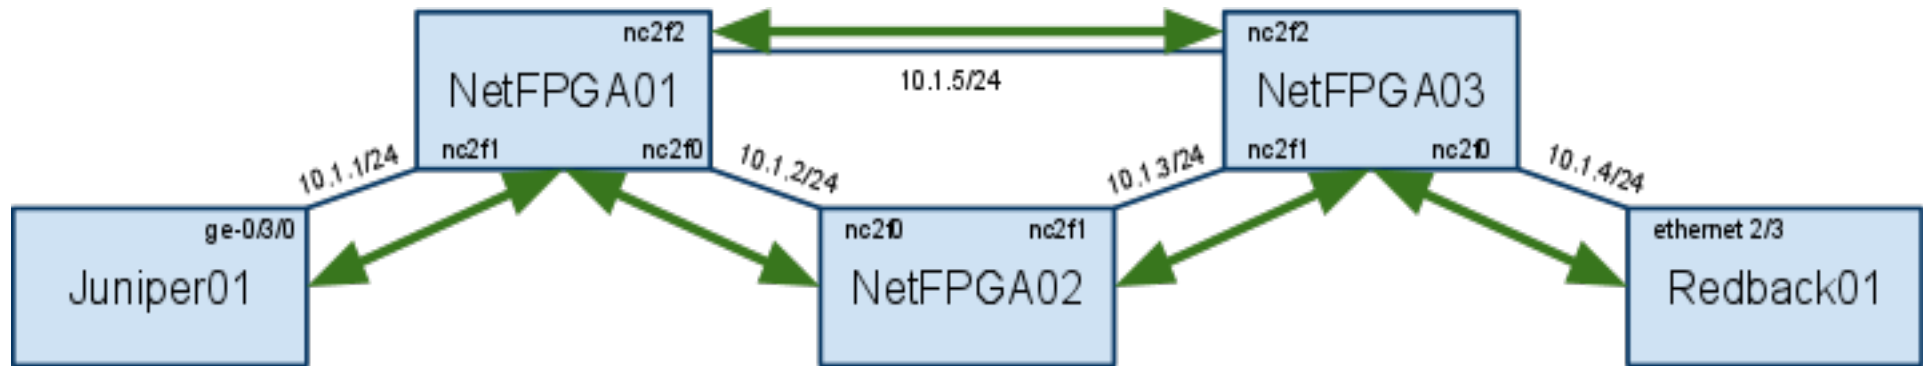 nc2f2
nc2f2
NetFPGA01
10.1.5/24
NetFPGA03
nc2f1
nc2f0
nc2f1
nc2f0
10.1.1/24
10.1.2/24
10.1.3/24
10.1.4/24
ge-0/3/0
nc2f0
nc2f1
ethernet 2/3
Juniper01
NetFPGA02
Redback01